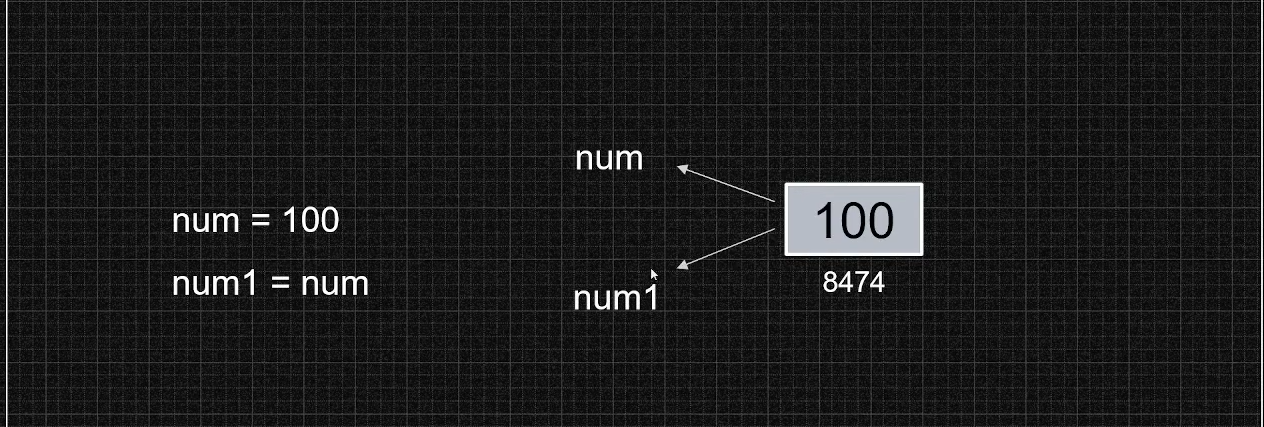 num = 100
num1 = num
num
num1
100
8474